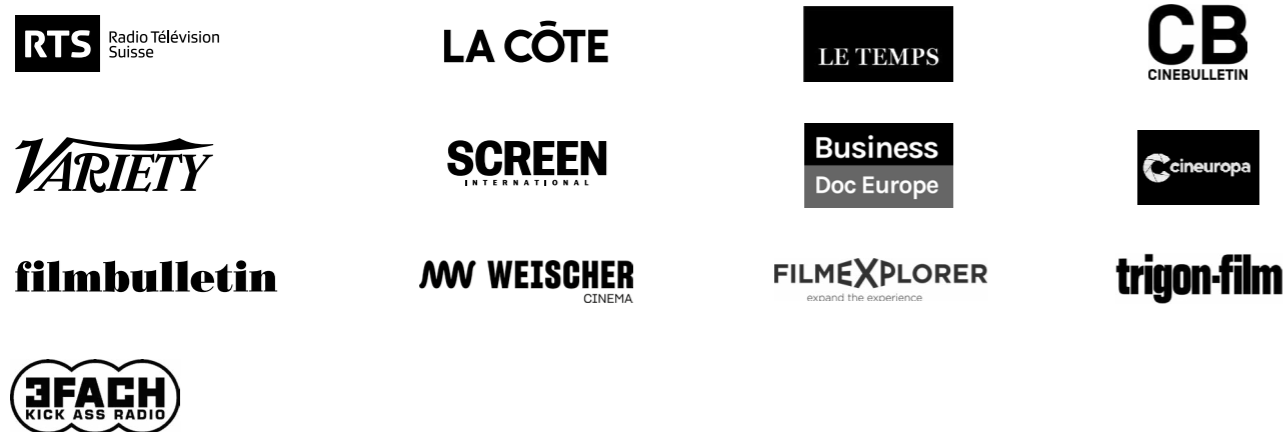 RTS Radio Télévision Suisse
LA CÔTE
LE TEMPS
CB
CINEBULLETIN
VARIETY
SCREEN
INTERNATIONAL
Business
Doc Europe
cineuropa
filmbulletin
WEISCHER
CINEMA
FILMEXPLORER
expand the experience
trigon-film
3FACH
KICK ASS RADIO